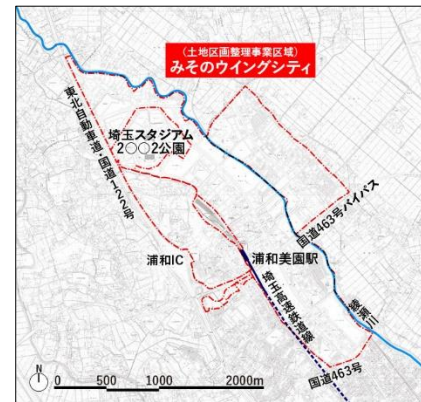 (土地区画整理事業区域)
みそのウイングシティ
東北自動車道・国道122号
埼玉スタジアム
2○○2公園
国道463号バイパス
浦和IC
浦和美園駅
埼玉高速鉄道線
綾瀬川
国道463号
N
0 500 1000 2000m